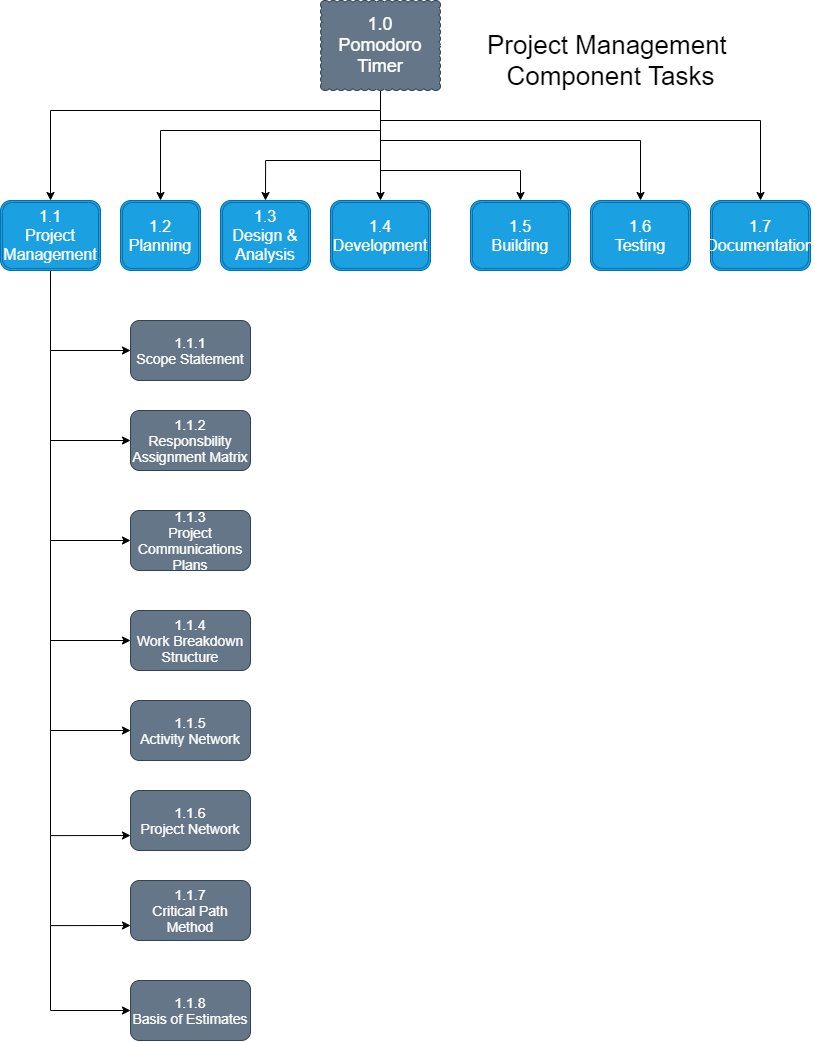 1.0
Pomodoro
Timer
Project Management
Component Tasks
1.1
Project
Management
1.2
Planning
1.3
Design &
Analysis
1.4
Development
1.5
Building
1.6
Testing
1.7
Documentation
1.1.1
Scope Statement
1.1.2
Responsbility
Assignment Matrix
1.1.3
Project
Communications
Plans
1.1.4
Work Breakdown
Structure
1.1.5
Activity Network
1.1.6
Project Network
1.1.7
Critical Path
Method
1.1.8
Basis of Estimates